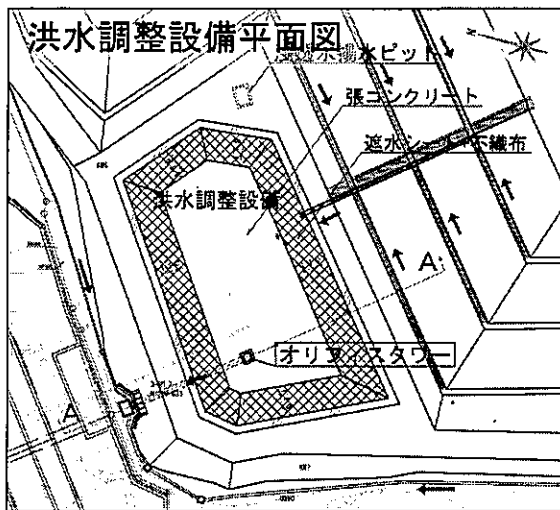 洪水調整設備平面図
水ピット
張コンクリート
遮水シート+不織布
洪水調整設備
A
オリフィスタワー
A